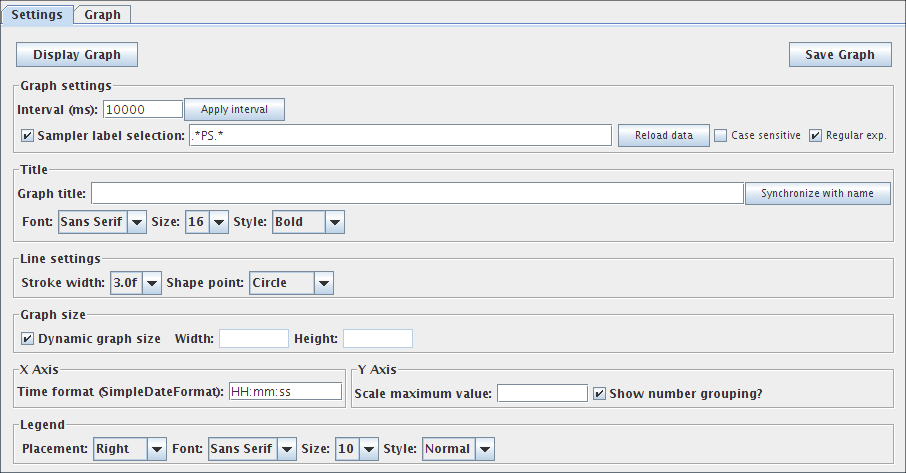 Settings Graph
Display Graph Save Graph
Graph settings
Interval (ms): 10000 Apply interval
Sampler label selection: .*PS.* Reload data Case sensitive Regular exp.
Title
Graph title: Synchronize with name
Font: Sans Serif Size: 16 Style: Bold
Line settings
Stroke width: 3.0f Shape point: Circle
Graph size
Dynamic graph size Width: Height:
X Axis Y Axis
Time format (SimpleDateFormat): HH:mm:ss Scale maximum value: Show number grouping?
Legend
Placement: Right Font: Sans Serif Size: 10 Style: Normal